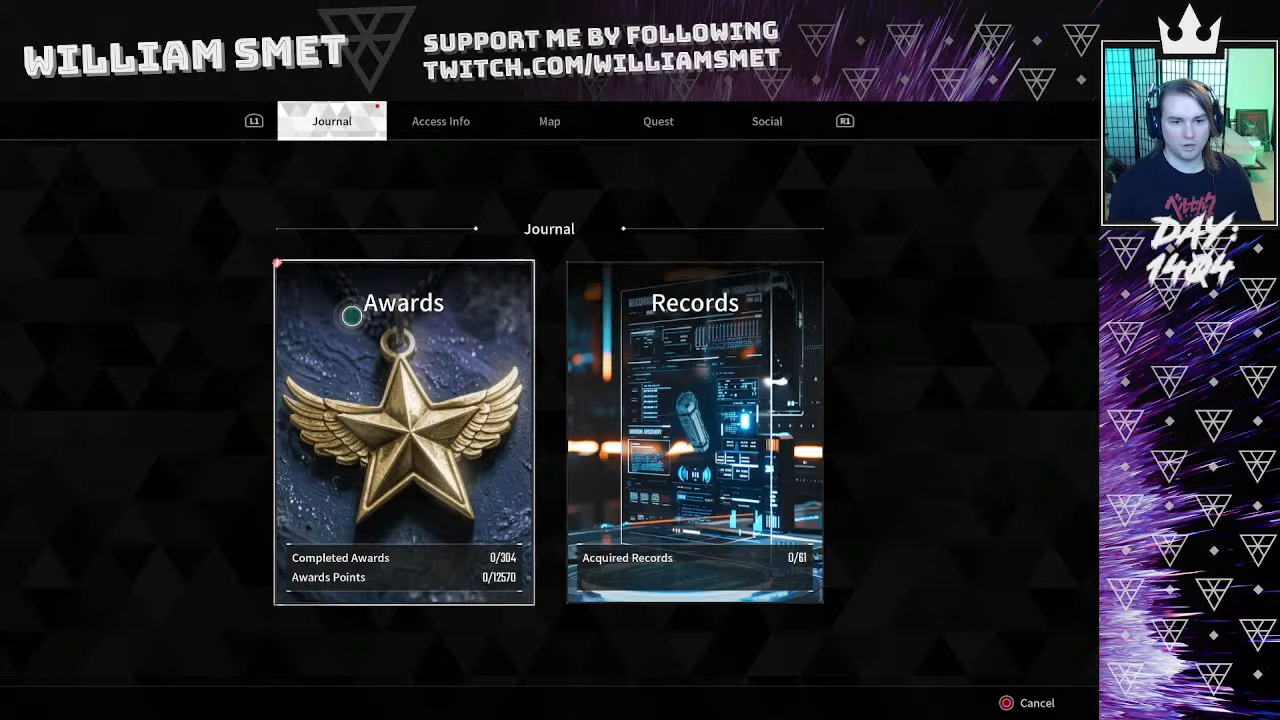 WILLIAM SMET
SUPPORT ME BY FOLLOWING
TWITCH.COM/WILLIAMSMET
L1
Journal
Access Info
Map
Quest
Social
R1
Journal
Awards
Records
Completed Awards 0/304
Awards Points 0/12570
Acquired Records 0/61
DAY:
1404
Cancel